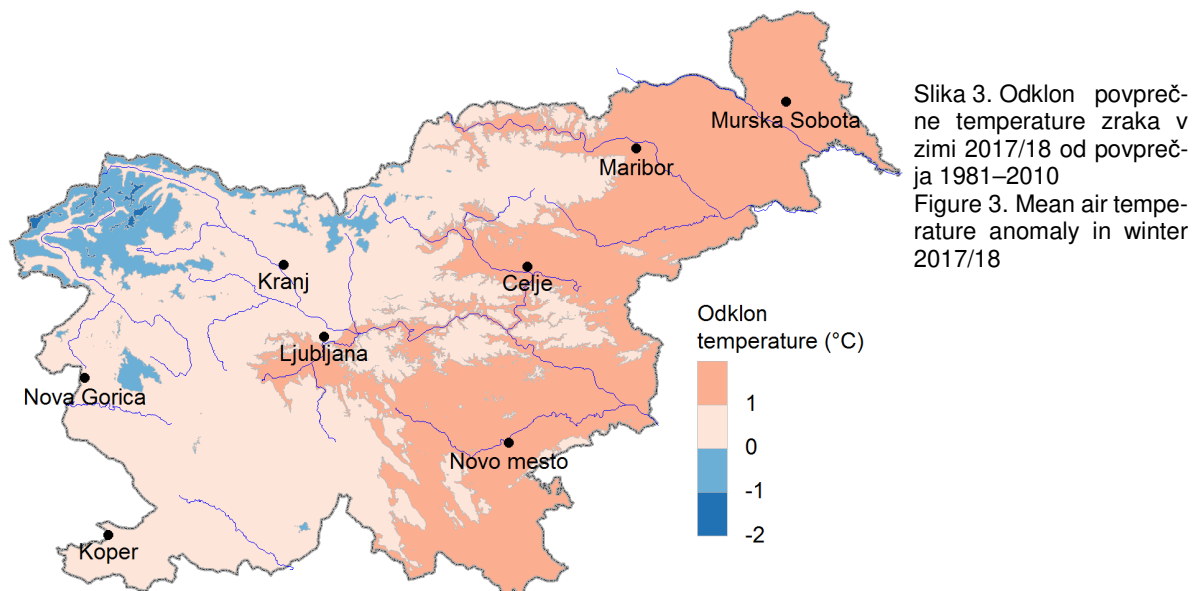 Murska Sobota
Maribor
Kranj
Celje
Ljubljana
Nova Gorica
Novo mesto
Koper
Slika 3. Odklon povpreč-
ne temperature zraka v
zimi 2017/18 od povpreč-
ja 1981–2010
Figure 3. Mean air tempe-
rature anomaly in winter
2017/18
Odklon
temperature (°C)
1
0
-1
-2